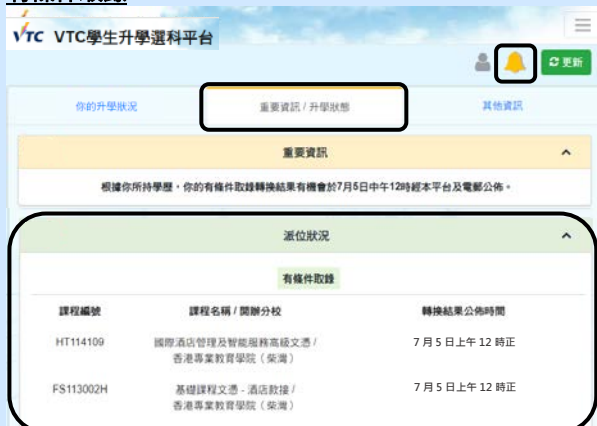 有條件取錄
VTC VTC學生升學選科平台
更新
你的升學狀況 重要資訊 / 升學狀態 其他資訊
重要資訊
根據你所持學歷，你的有條件取錄轉換結果有機會於7月5日中午12時經本平台及電郵公佈。
派位狀況
有條件取錄
課程編號 課程名稱 / 開辦分校 轉換結果公佈時間
HT114109 國際酒店管理及智能服務高級文憑 / 7 月 5 日上午 12 時正
香港專業教育學院（柴灣）
FS113002H 基礎課程文憑 - 酒店款接 / 7 月 5 日上午 12 時正
香港專業教育學院（柴灣）